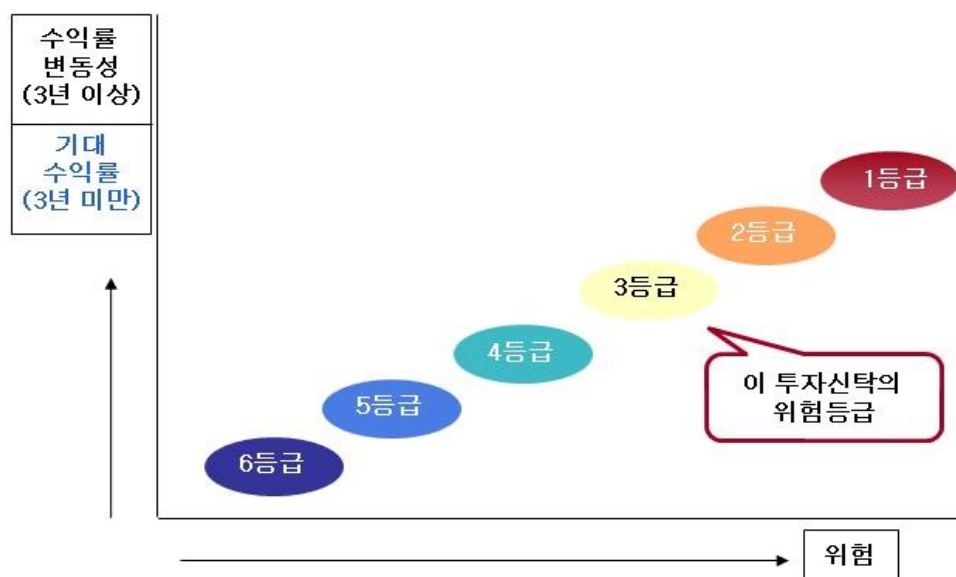 수익률
변동성
(3년 이상)
기대
수익률
(3년 미만)
1등급
2등급
3등급
4등급
5등급
6등급
이 투자신탁의
위험등급
위험